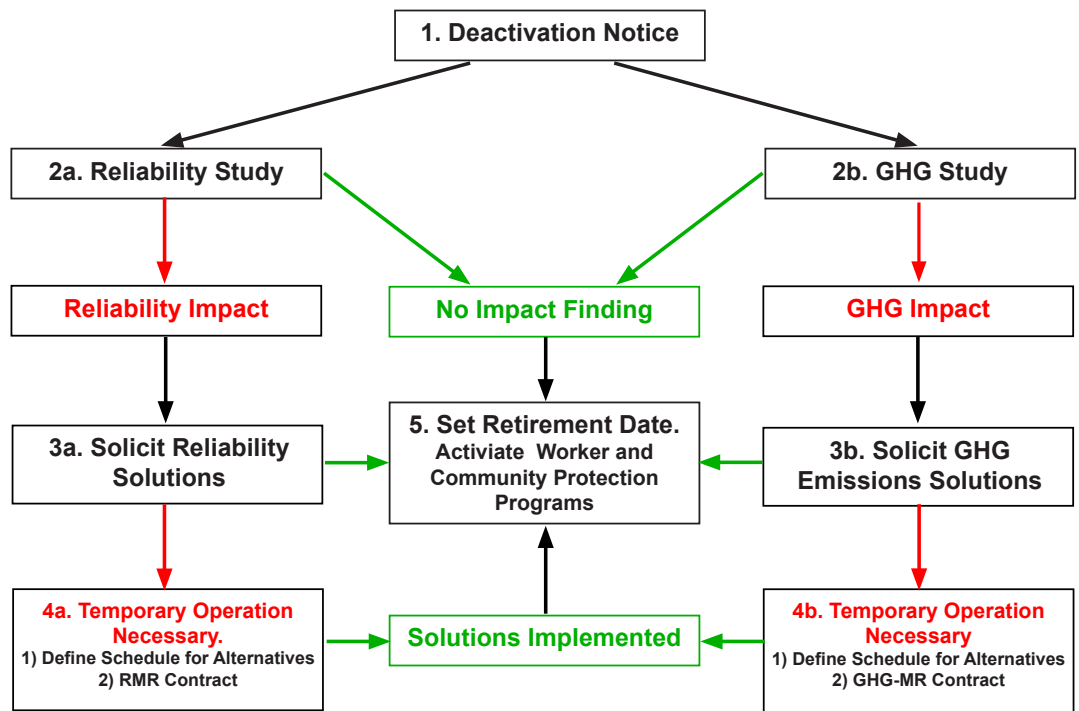 1. Deactivation Notice
2a. Reliability Study
2b. GHG Study
Reliability Impact
No Impact Finding
GHG Impact
3a. Solicit Reliability
Solutions
5. Set Retirement Date.
Activiate Worker and
Community Protection
Programs
3b. Solicit GHG
Emissions Solutions
4a. Temporary Operation
Necessary.
1) Define Schedule for Alternatives
2) RMR Contract
Solutions Implemented
4b. Temporary Operation
Necessary
1) Define Schedule for Alternatives
2) GHG-MR Contract